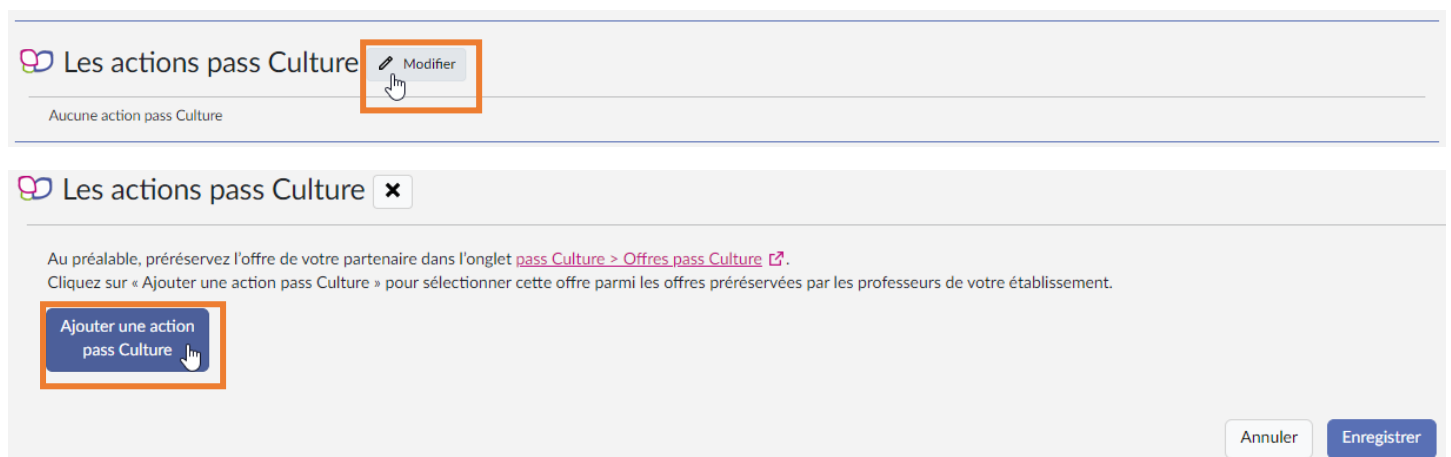 Les actions pass Culture Modifier
Aucune action pass Culture
Les actions pass Culture
Au préalable, préréservez l'offre de votre partenaire dans l'onglet pass Culture > Offres pass Culture .
Cliquez sur « Ajouter une action pass Culture » pour sélectionner cette offre parmi les offres préréservées par les professeurs de votre établissement.
Ajouter une action
pass Culture
Annuler Enregistrer